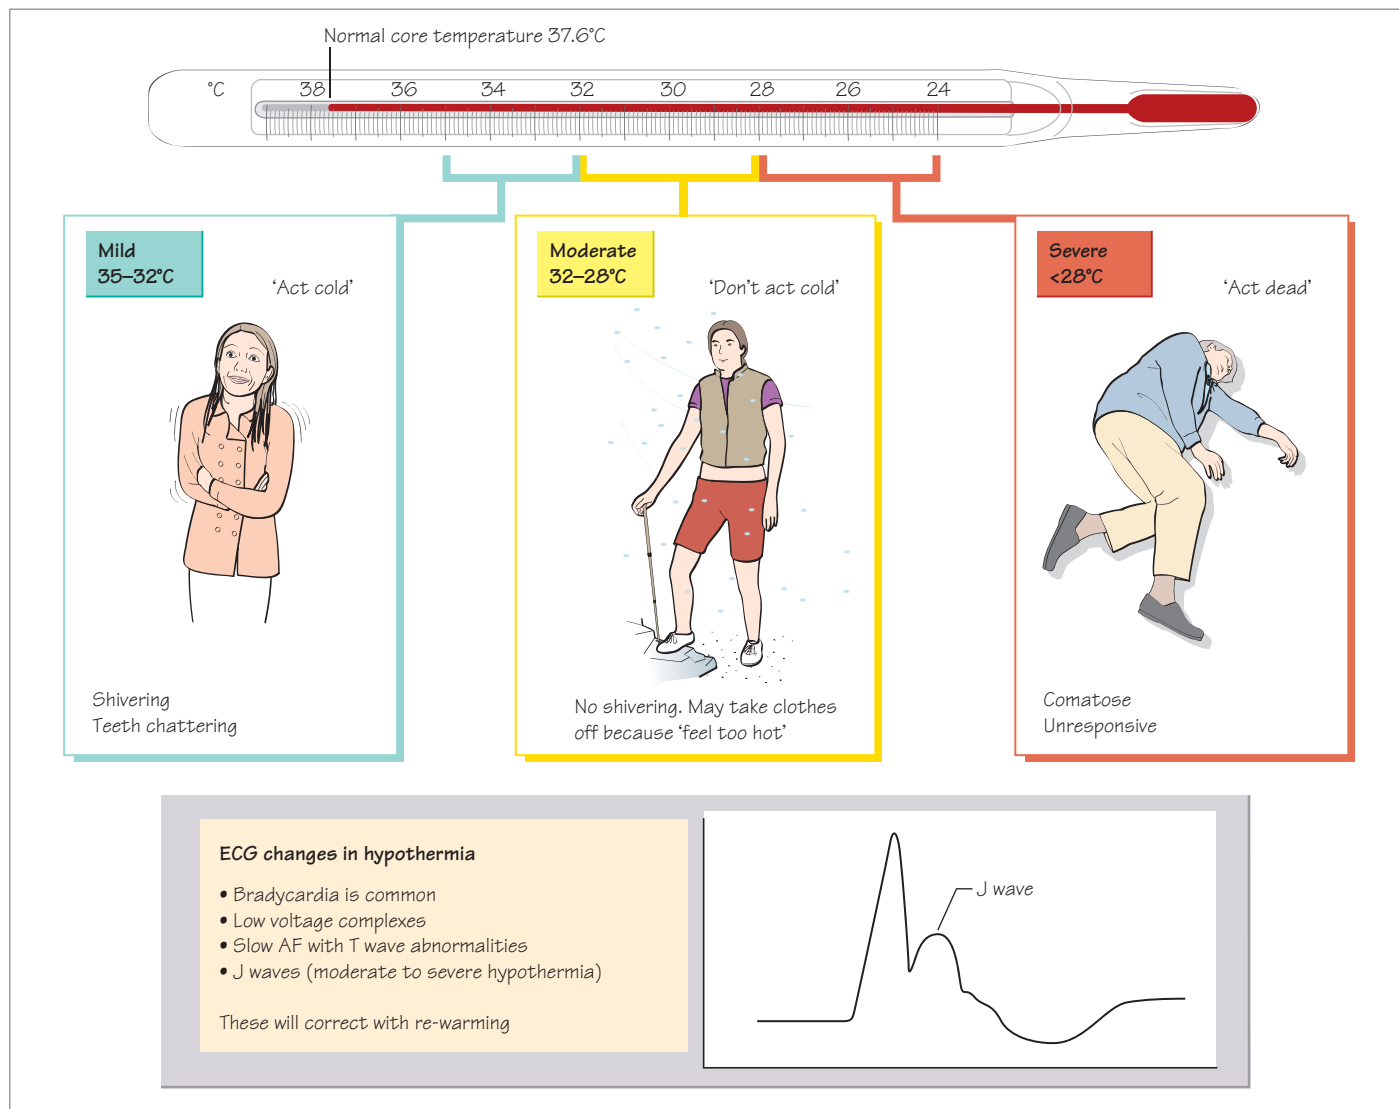 Normal core temperature 37.6°C
°C 38 36 34 32 30 28 26 24
Mild
35–32°C
‘Act cold’
Shivering
Teeth chattering
Moderate
32–28°C
‘Don’t act cold’
No shivering. May take clothes
off because ‘feel too hot’
Severe
<28°C
‘Act dead’
Comatose
Unresponsive
ECG changes in hypothermia
• Bradycardia is common
• Low voltage complexes
• Slow AF with T wave abnormalities
• J waves (moderate to severe hypothermia)
These will correct with re-warming
J wave